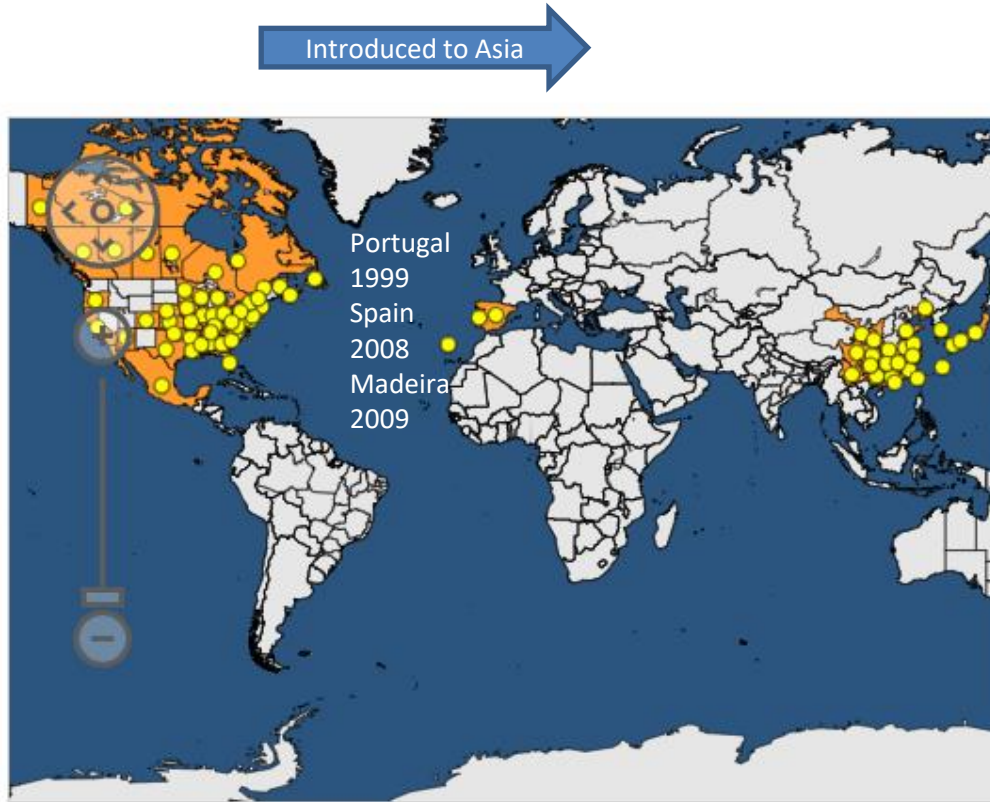 Introduced to Asia
Portugal
1999
Spain
2008
Madeira
2009